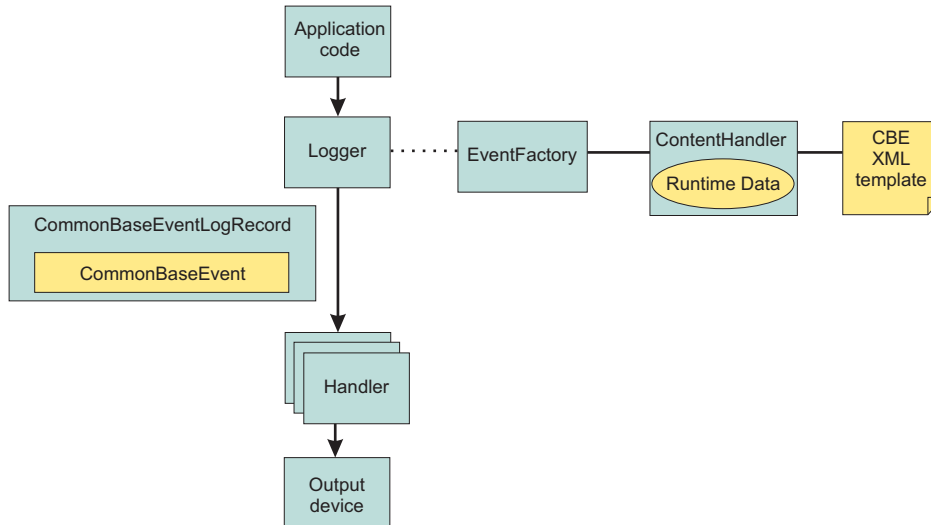 Application
code
Logger
EventFactory
ContentHandler
Runtime Data
CBE
XML
template
CommonBaseEventLogRecord
CommonBaseEvent
Handler
Output
device